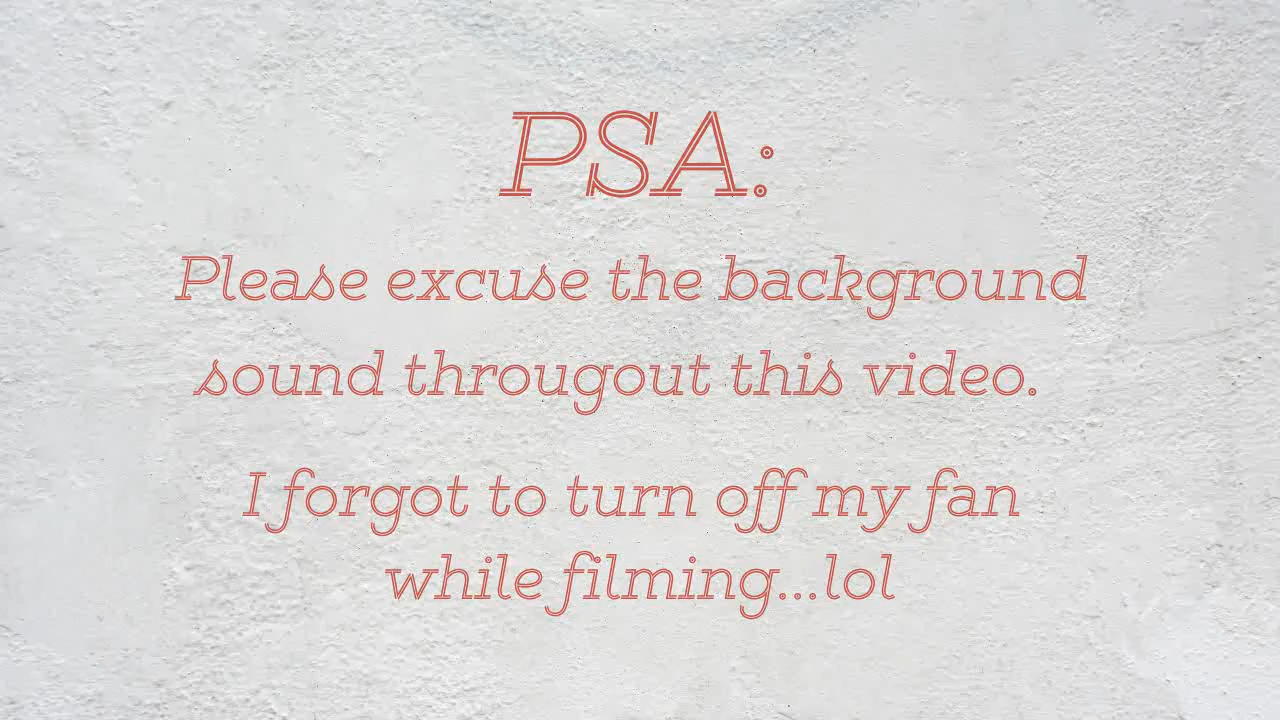 PSA:
Please excuse the background
sound througout this video.
I forgot to turn off my fan
while filming...lol